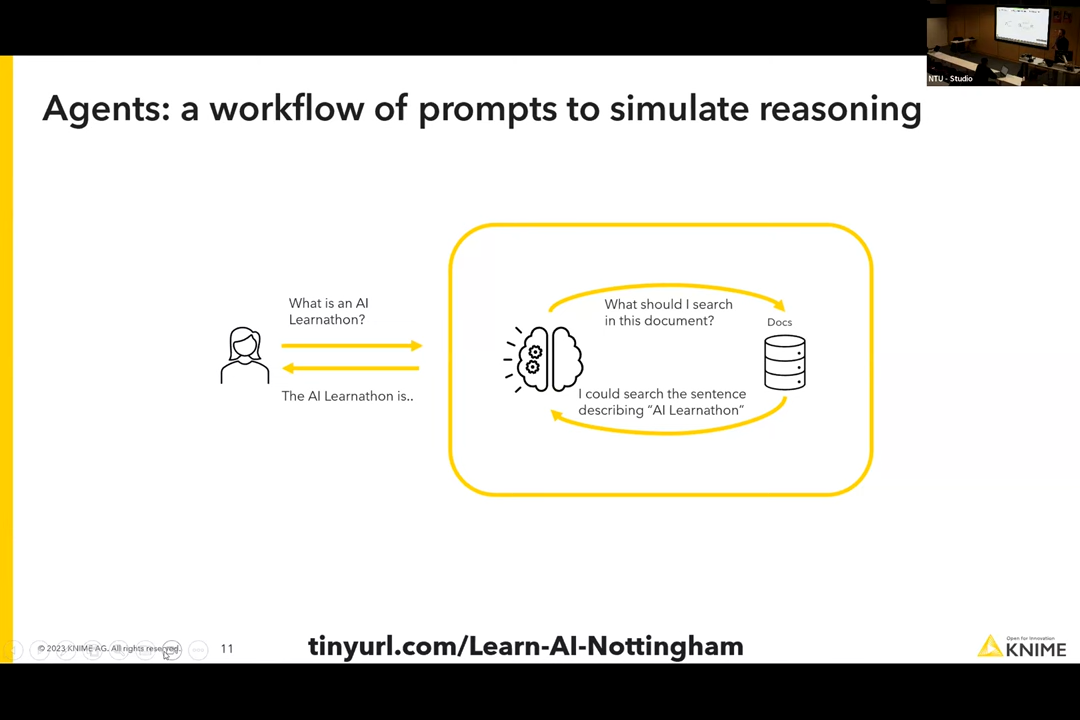 NTU - Studio
Agents: a workflow of prompts to simulate reasoning
What is an AI
Learnathon?
The AI Learnathon is..
What should I search
in this document?
Docs
I could search the sentence
describing “AI Learnathon”
© 2023 KNIME AG. All rights reserved.
11
tinyurl.com/Learn-AI-Nottingham
Open for Innovation
KNIME